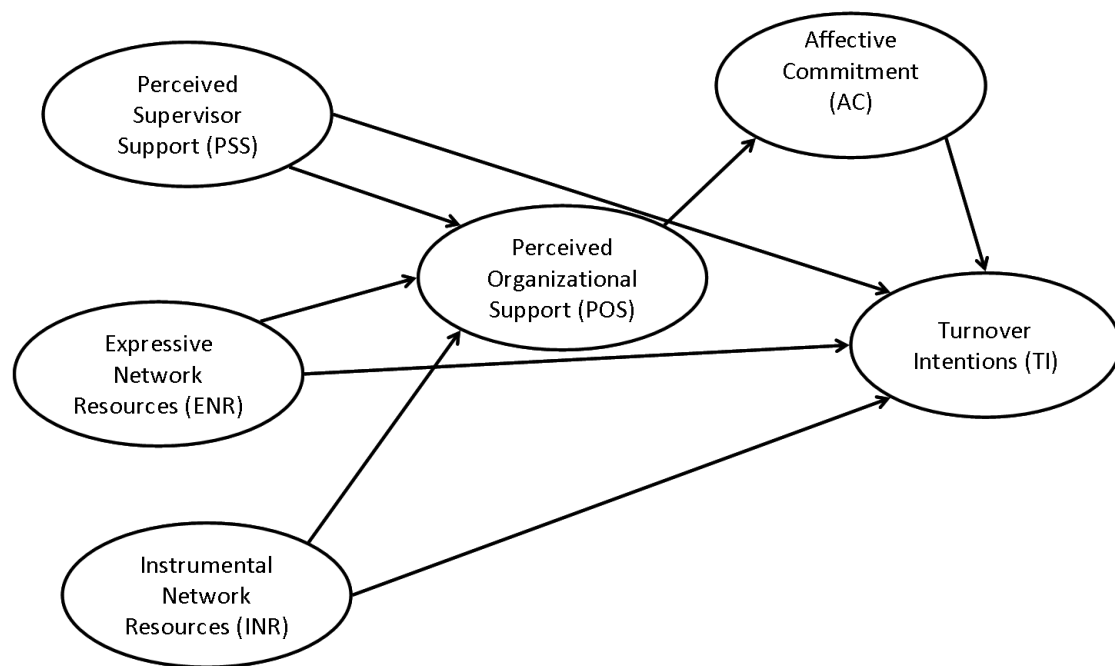 Perceived
Supervisor
Support (PSS)
Affective
Commitment
(AC)
Perceived
Organizational
Support (POS)
Expressive
Network
Resources (ENR)
Turnover
Intentions (TI)
Instrumental
Network
Resources (INR)